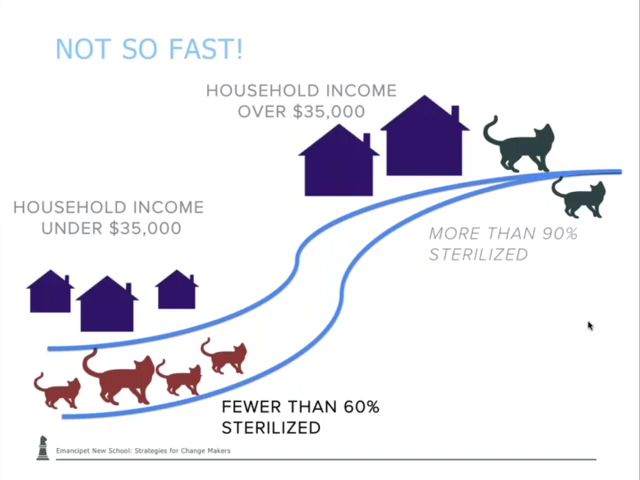 NOT SO FAST!
HOUSEHOLD INCOME
OVER $35,000
HOUSEHOLD INCOME
UNDER $35,000
MORE THAN 90%
STERILIZED
FEWER THAN 60%
STERILIZED
Emancipet New School: Strategies for Change Makers